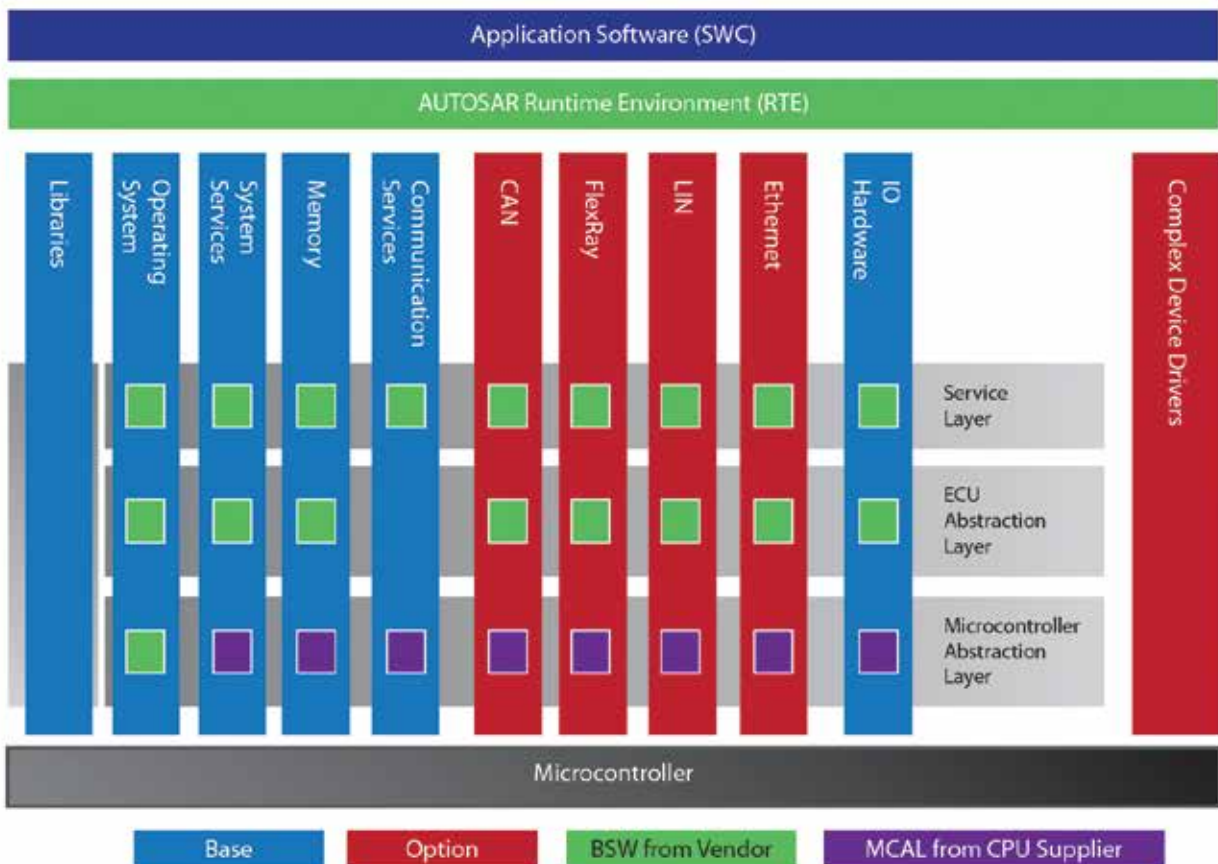 Application Software (SWC)
AUTOSAR Runtime Environment (RTE)
Libraries
Operating
System
System
Services
Memory
Communication
Services
CAN
FlexRay
LIN
Ethernet
IO
Hardware
Complex Device Drivers
Service
Layer
ECU
Abstraction
Layer
Microcontroller
Abstraction
Layer
Microcontroller
Base
Option
BSW from Vendor
MCAL from CPU Supplier